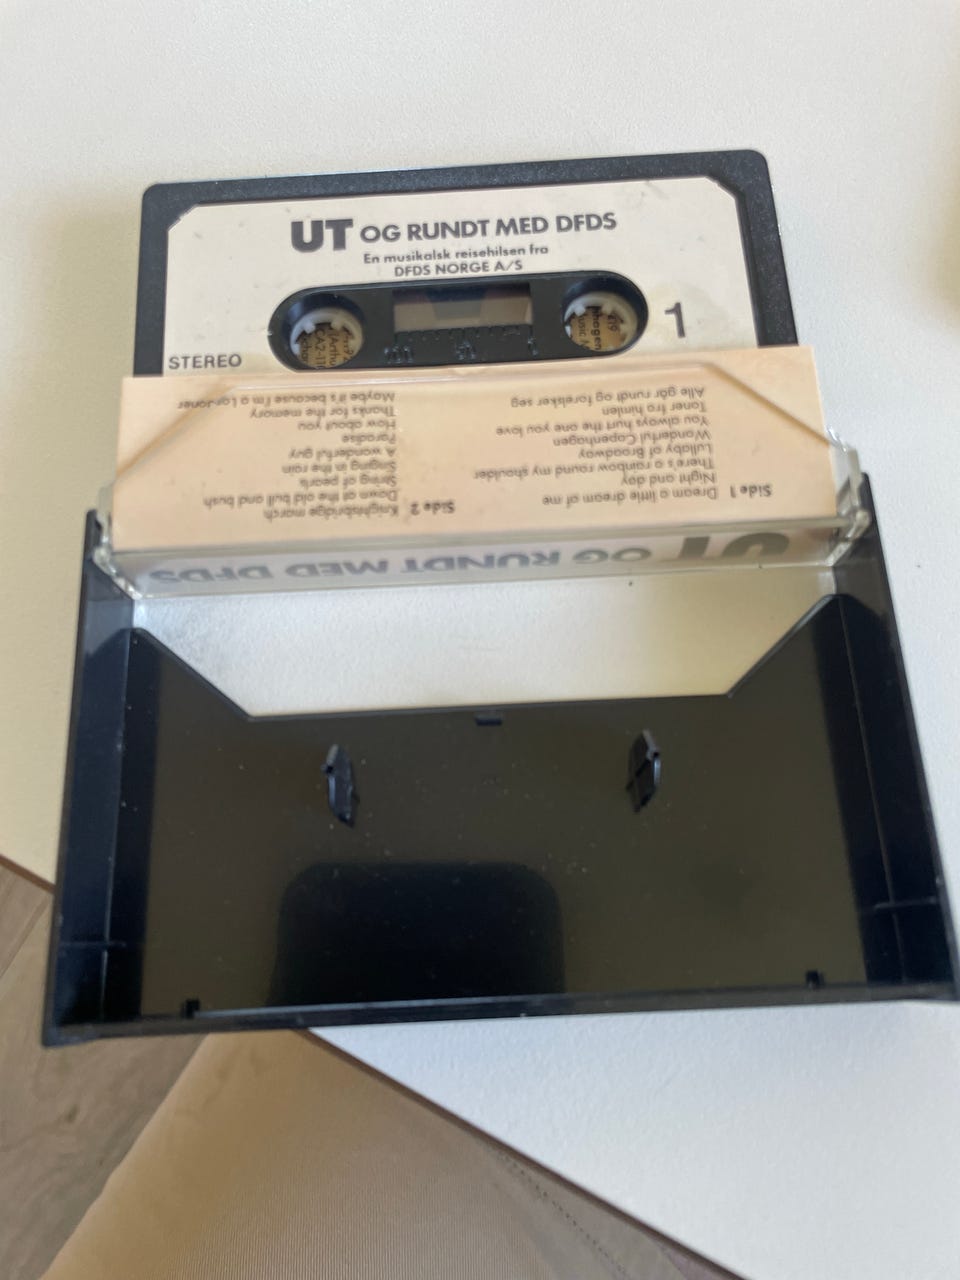 UT OG RUNDT MED DFDS
En musikalsk reisehilsen fra
DFDS NORGE A/S
1
STEREO
Side 1
Dream a little dream of me
Night and day
There's a rainbow round my shoulder
Lullaby of Broadway
Wonderful Copenhagen
You always hurt the one you love
Toner fra himlen
Alle går rundt og forelsker seg
Side 2
Knightsbridge march
Down at the old bull and bush
String of pearls
Singing in the rain
A wonderful guy
Paradise
How about you
Thanks for the memory
Maybe it's because I'm a
UT OG RUNDT MED DFDS